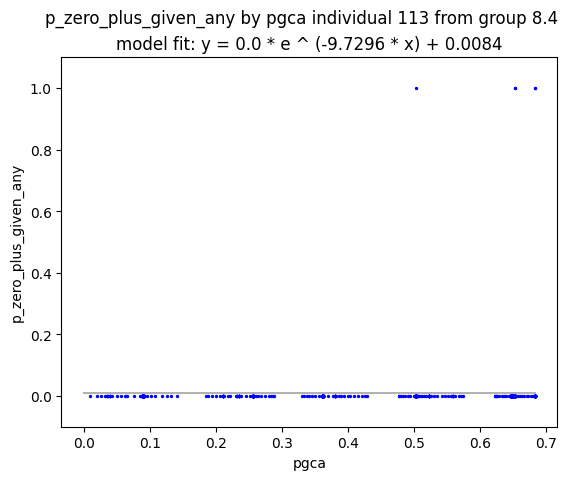 p_zero_plus_given_any by pgca individual 113 from group 8.4
model fit: y = 0.0 * e ^ (-9.7296 * x) + 0.0084
1.0
0.8
0.6
0.4
0.2
0.0
p_zero_plus_given_any
0.0 0.1 0.2 0.3 0.4 0.5 0.6 0.7
pgca